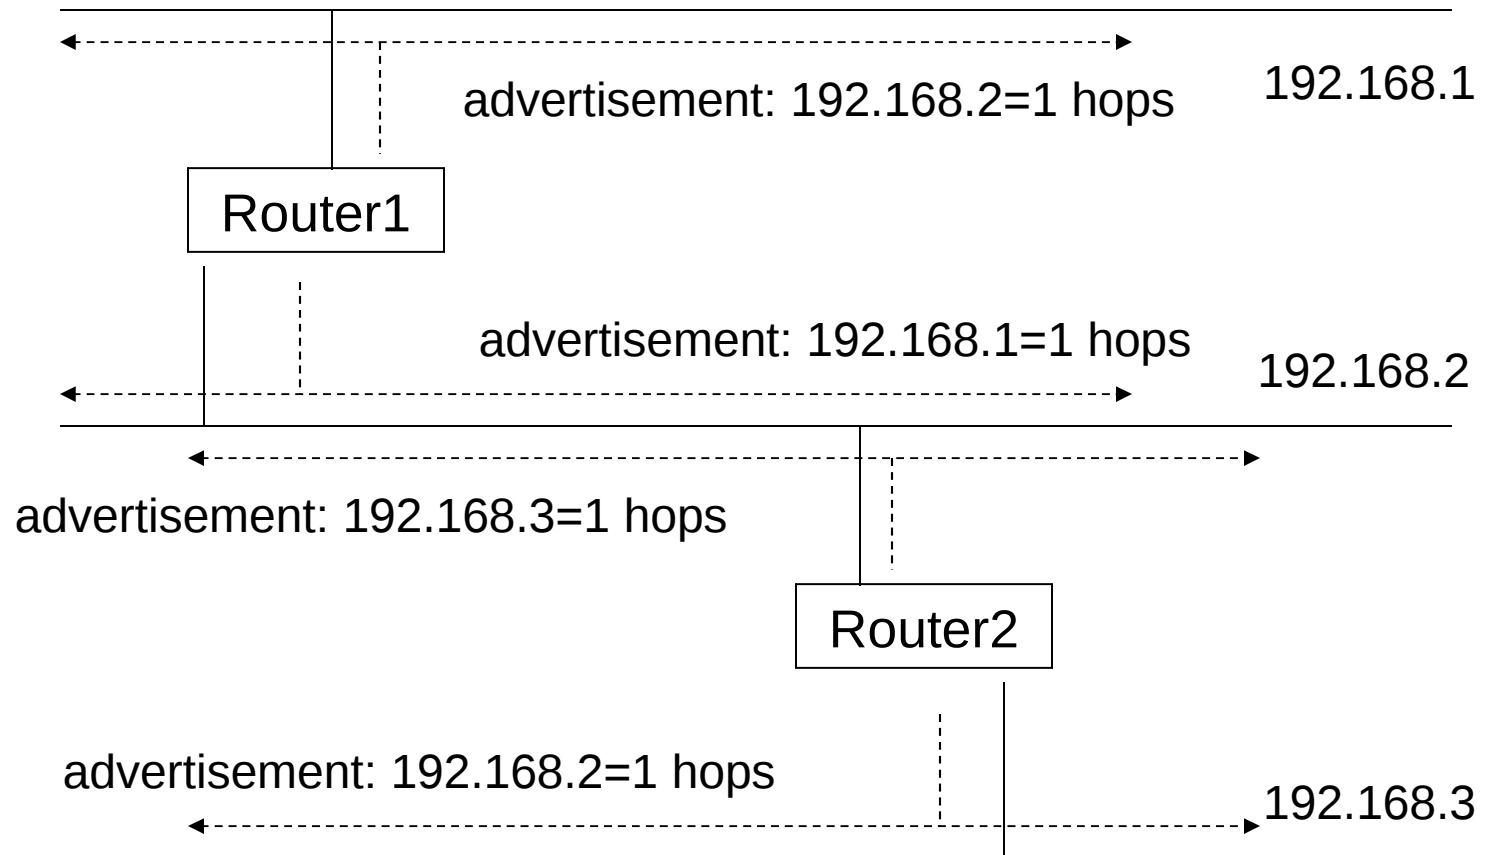 192.168.1
advertisement: 192.168.2=1 hops
Router1
advertisement: 192.168.1=1 hops
192.168.2
advertisement: 192.168.3=1 hops
Router2
advertisement: 192.168.2=1 hops
192.168.3